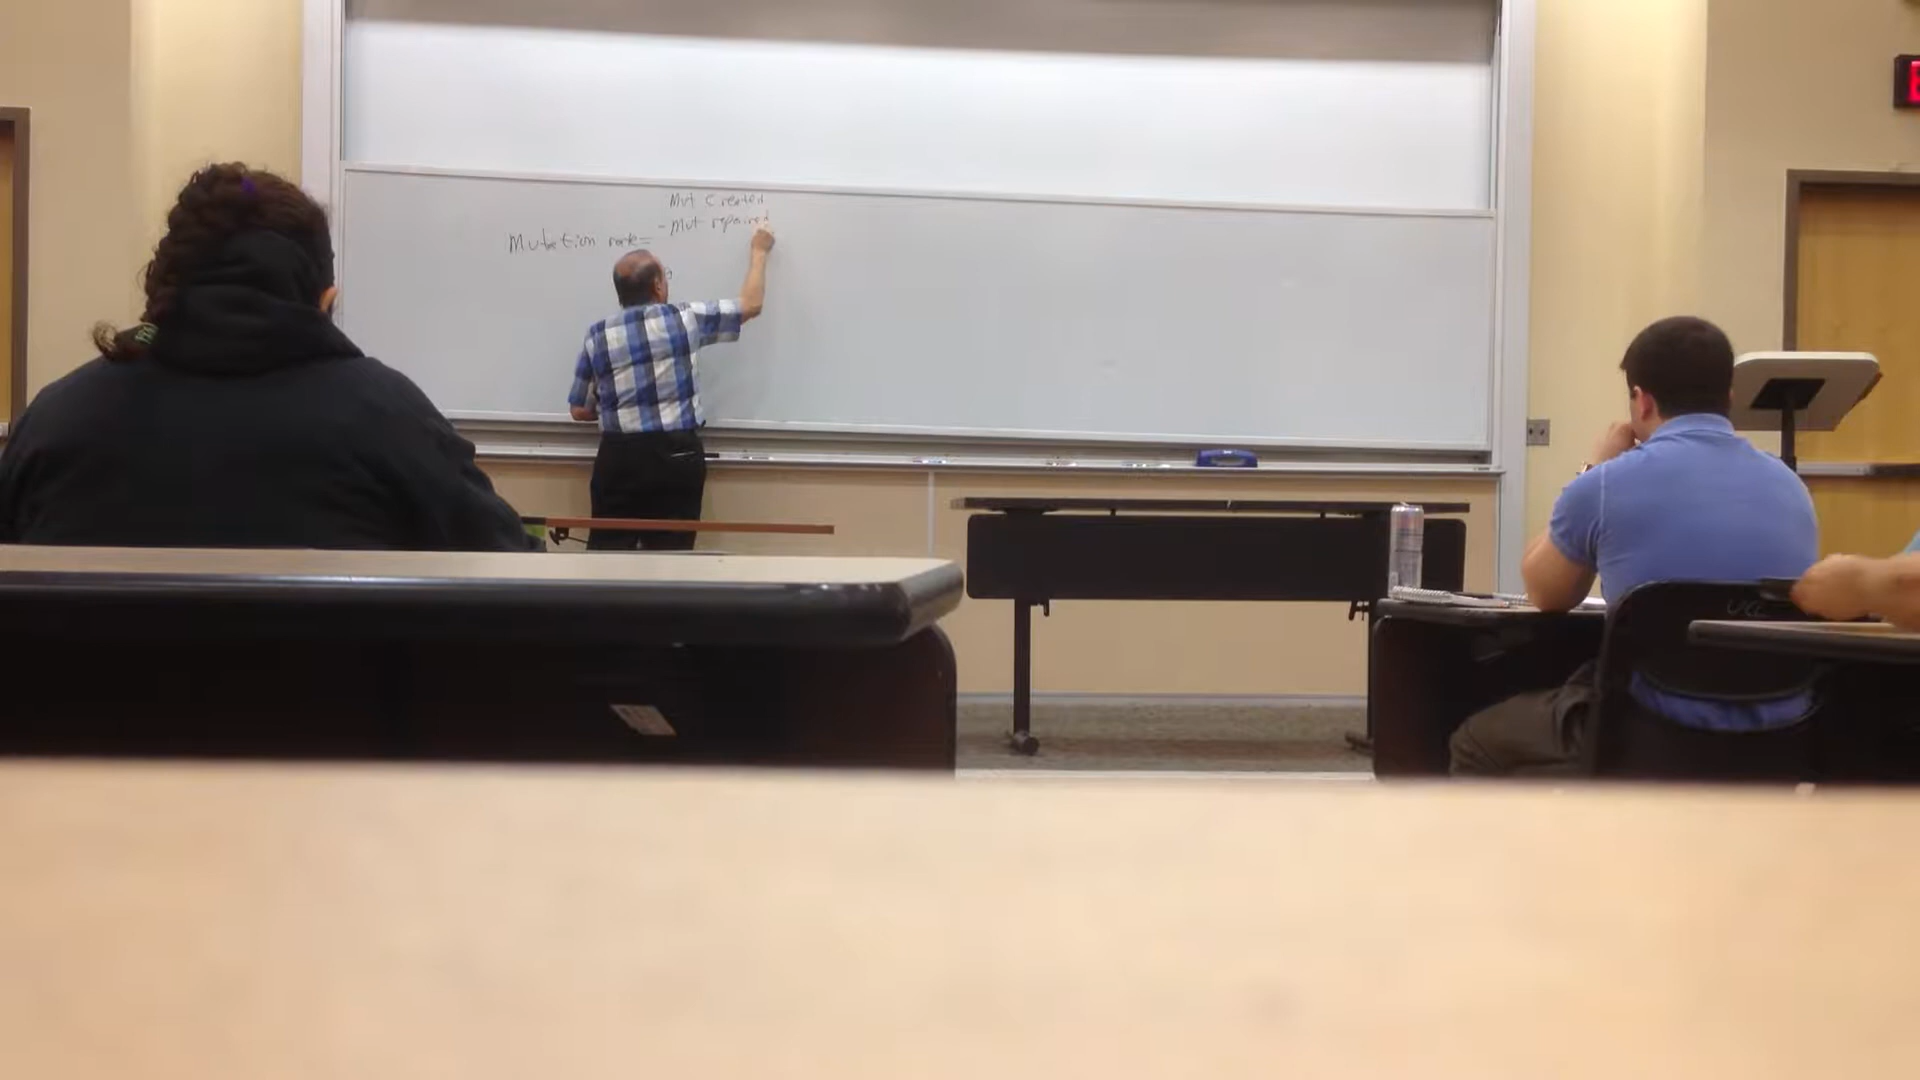 Mut Created
- Mut repaired
Mutation rate =